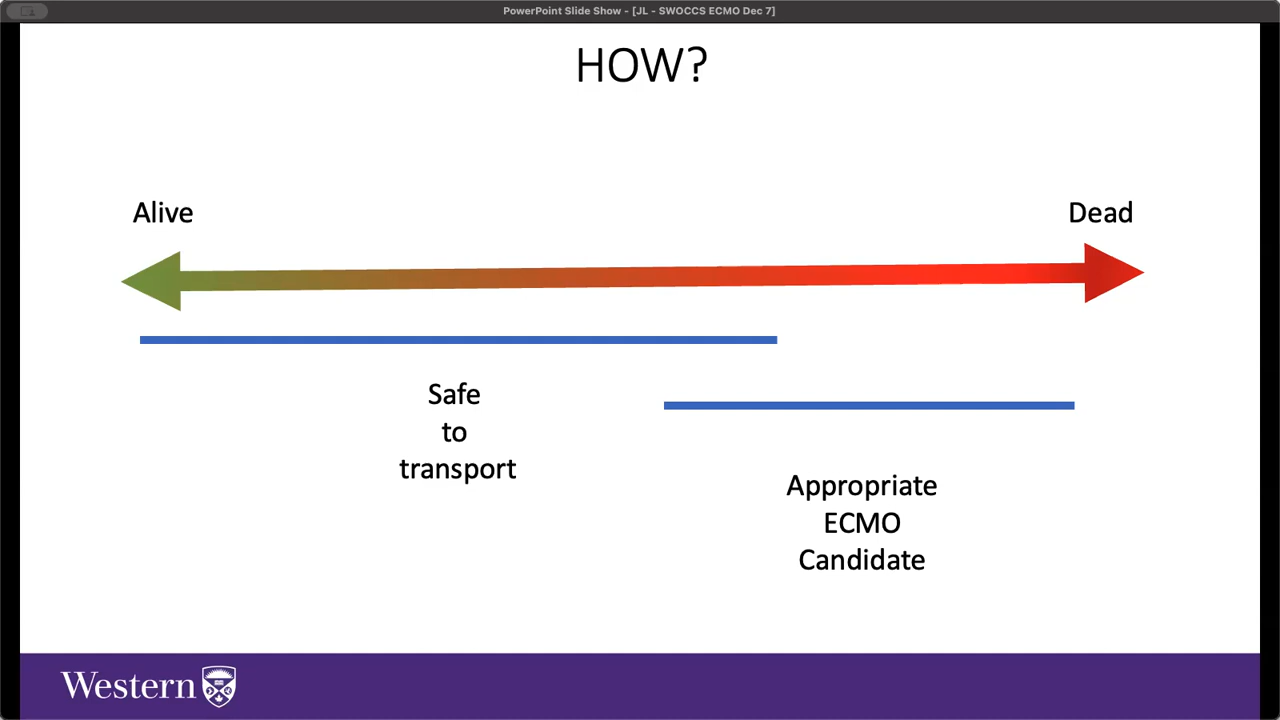 PowerPoint Slide Show - [JL - SWOCCS ECMO Dec 7]
HOW?
Alive
Dead
Safe
to
transport
Appropriate
ECMO
Candidate
Western